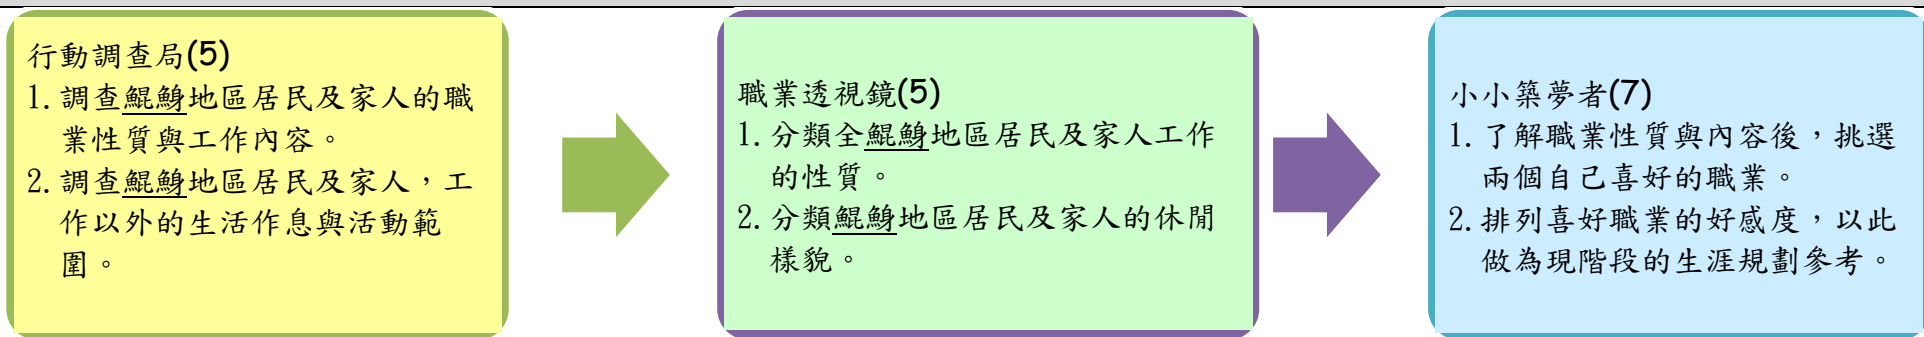 行動調查局(5)
1. 調查鯤鯓地區居民及家人的職
業性質與工作內容。
2. 調查鯤鯓地區居民及家人，工
作以外的生活作息與活動範
圍。
職業透視鏡(5)
1. 分類全鯤鯓地區居民及家人工作
的性質。
2. 分類鯤鯓地區居民及家人的休閒
樣貌。
小小築夢者(7)
1. 了解職業性質與內容後，挑選
兩個自己喜好的職業。
2. 排列喜好職業的好感度，以此
做為現階段的生涯規劃參考。